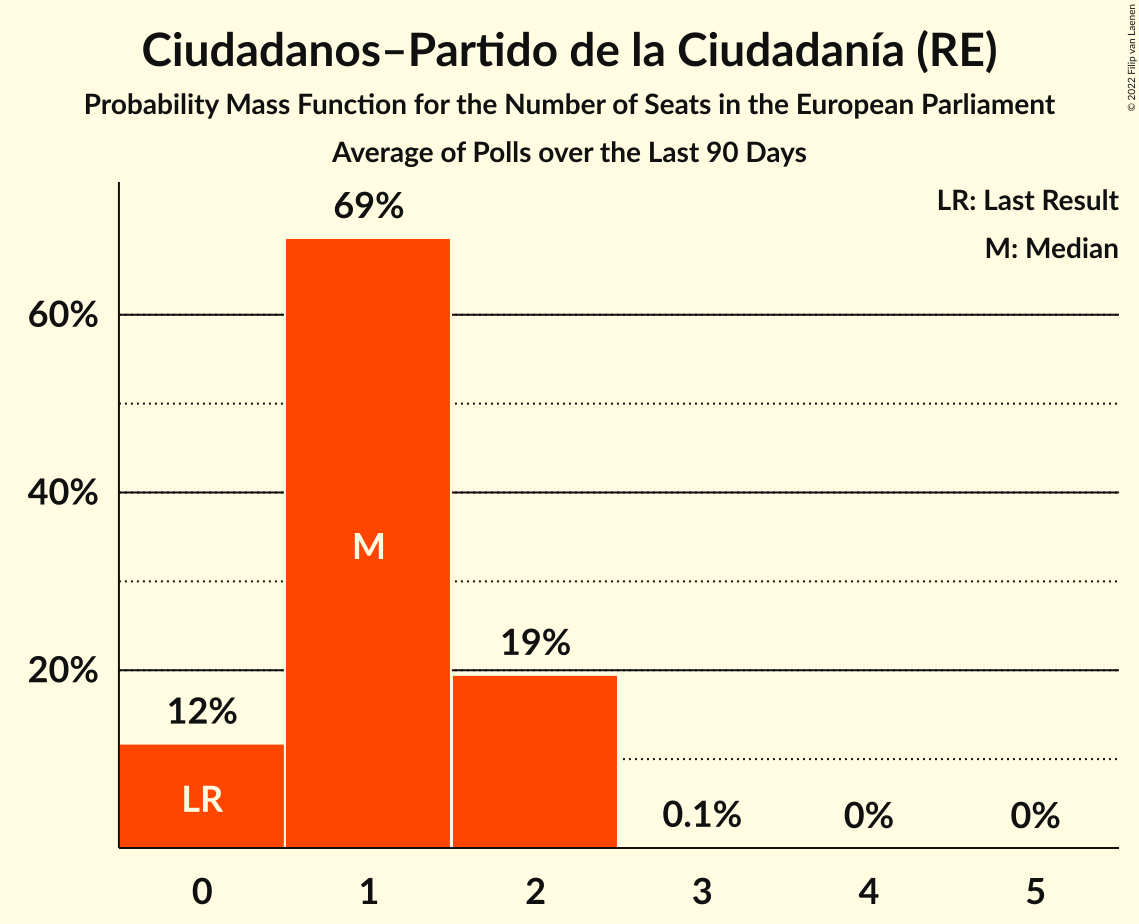 Ciudadanos–Partido de la Ciudadanía (RE)
Probability Mass Function for the Number of Seats in the European Parliament
Average of Polls over the Last 90 Days
© 2022 Filip van Laenen
LR: Last Result
M: Median
69%
60%
40%
M
19%
20%
12%
LR
0.1%
0%
0%
0 1 2 3 4 5